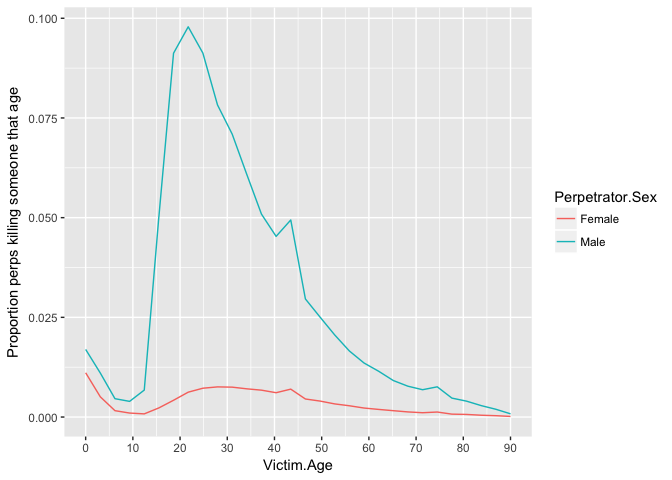 0.100
0.075
0.050
0.025
0.000
Proportion perps killing someone that age
0 10 20 30 40 50 60 70 80 90
Victim.Age
Perpetrator.Sex
Female
Male